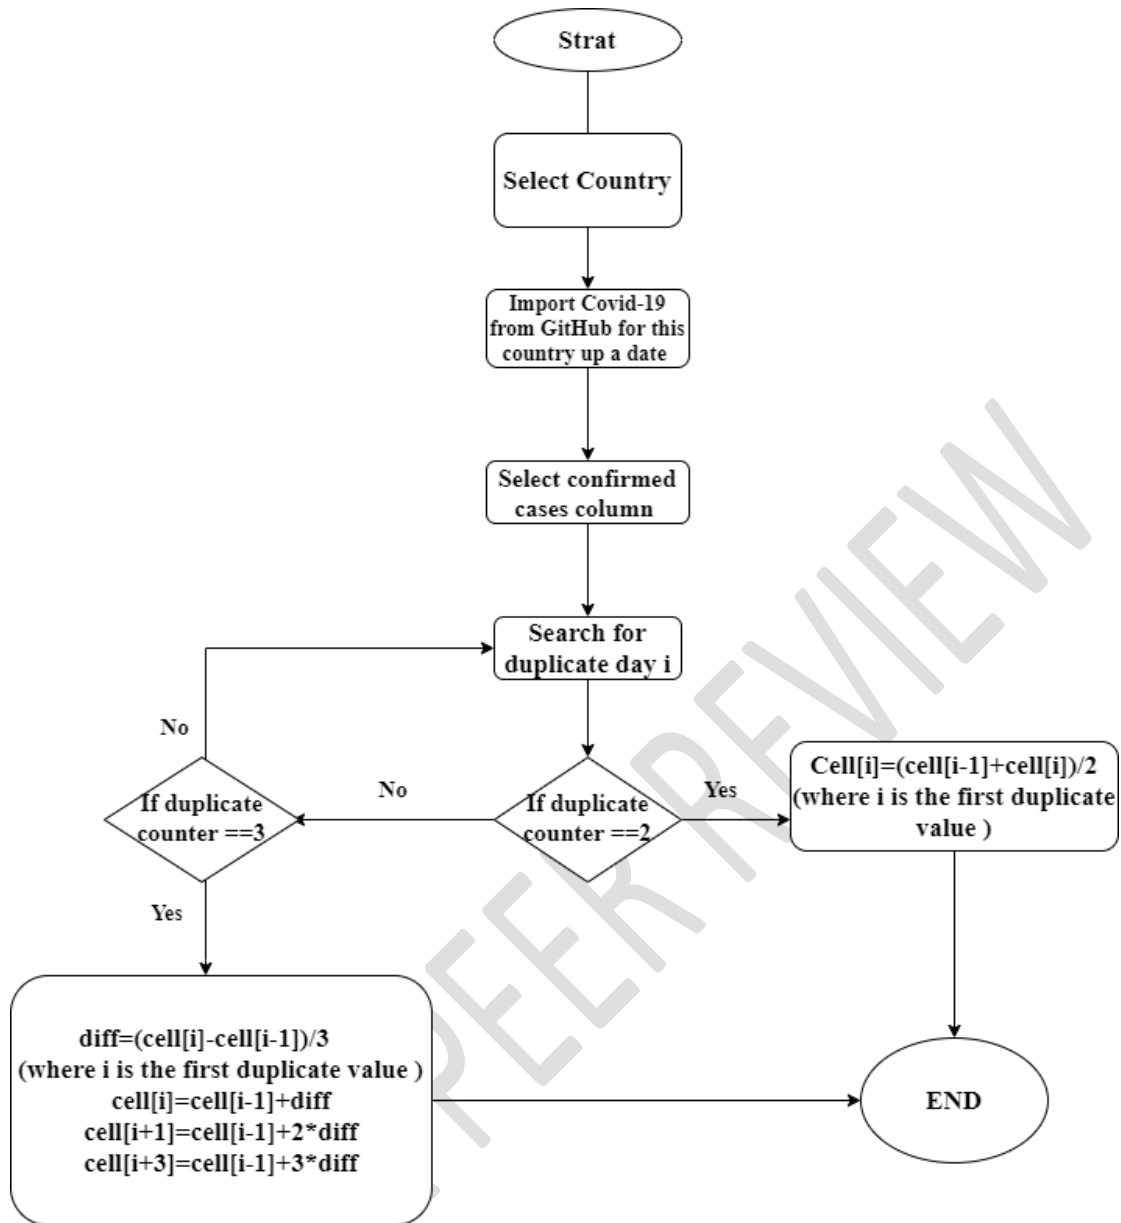 Strat
Select Country
Import Covid-19
from GitHub for this
country up a date
Select confirmed
cases column
Search for
duplicate day i
No
If duplicate
counter ==3
No
If duplicate
counter ==2
Yes
Cell[i]=(cell[i-1]+cell[i])/2
(where i is the first duplicate
value )
Yes
diff=(cell[i]-cell[i-1])/3
(where i is the first duplicate value )
cell[i]=cell[i-1]+diff
cell[i+1]=cell[i-1]+2*diff
cell[i+3]=cell[i-1]+3*diff
END
PEER REVIEW